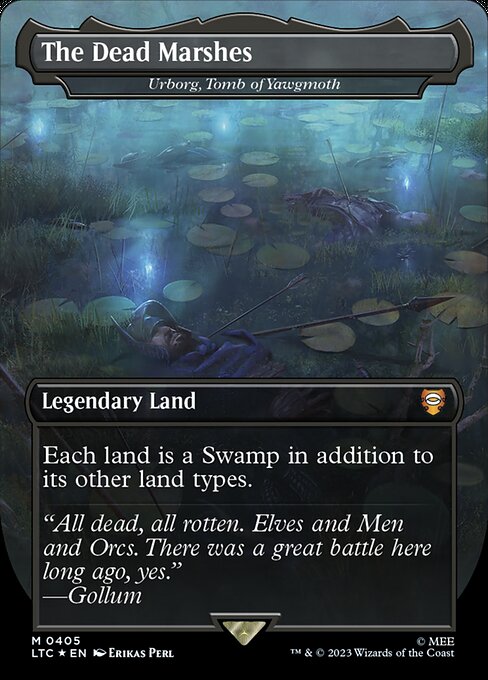 The Dead Marshes
Urborg, Tomb of Yawgmoth
Legendary Land
Each land is a Swamp in addition to
its other land types.
“All dead, all rotten. Elves and Men
and Orcs. There was a great battle here
long ago, yes.”
—Gollum
M 0405
LTC ★ EN Erikas Perl
© MEE
™ & © 2023 Wizards of the Coast